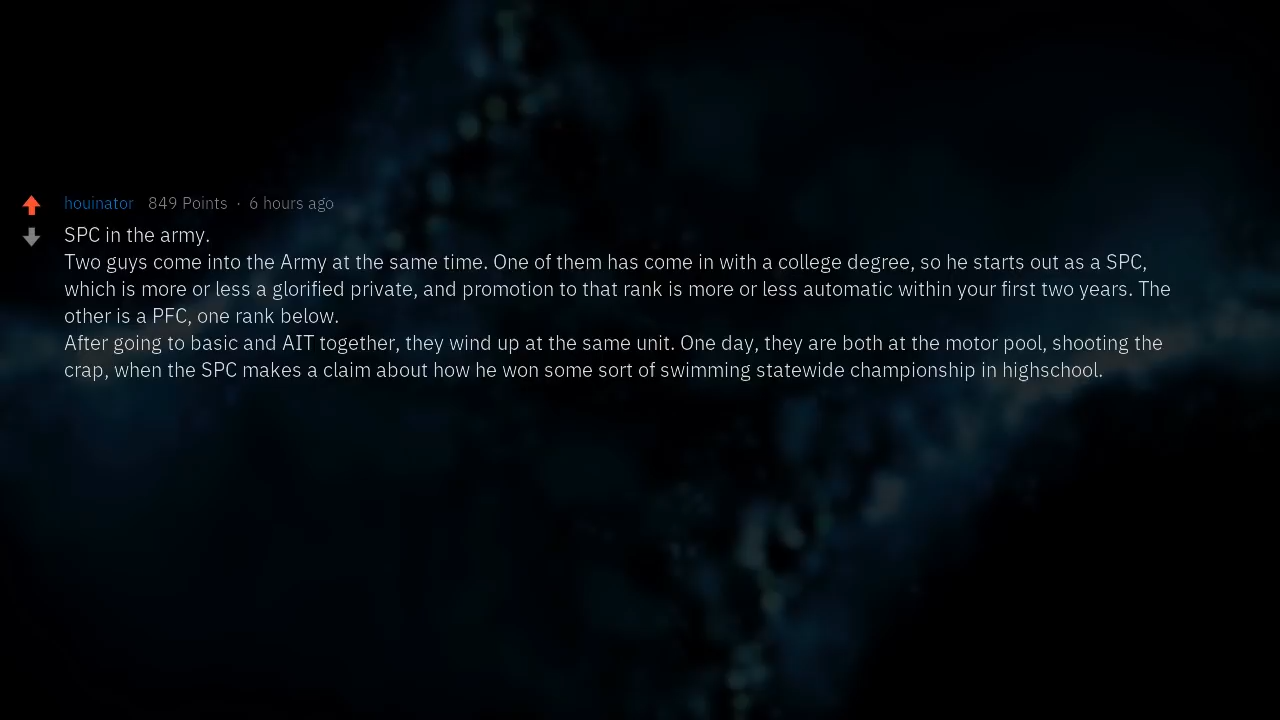 houinator 849 Points · 6 hours ago
SPC in the army.
Two guys come into the Army at the same time. One of them has come in with a college degree, so he starts out as a SPC,
which is more or less a glorified private, and promotion to that rank is more or less automatic within your first two years. The
other is a PFC, one rank below.
After going to basic and AIT together, they wind up at the same unit. One day, they are both at the motor pool, shooting the
crap, when the SPC makes a claim about how he won some sort of swimming statewide championship in highschool.